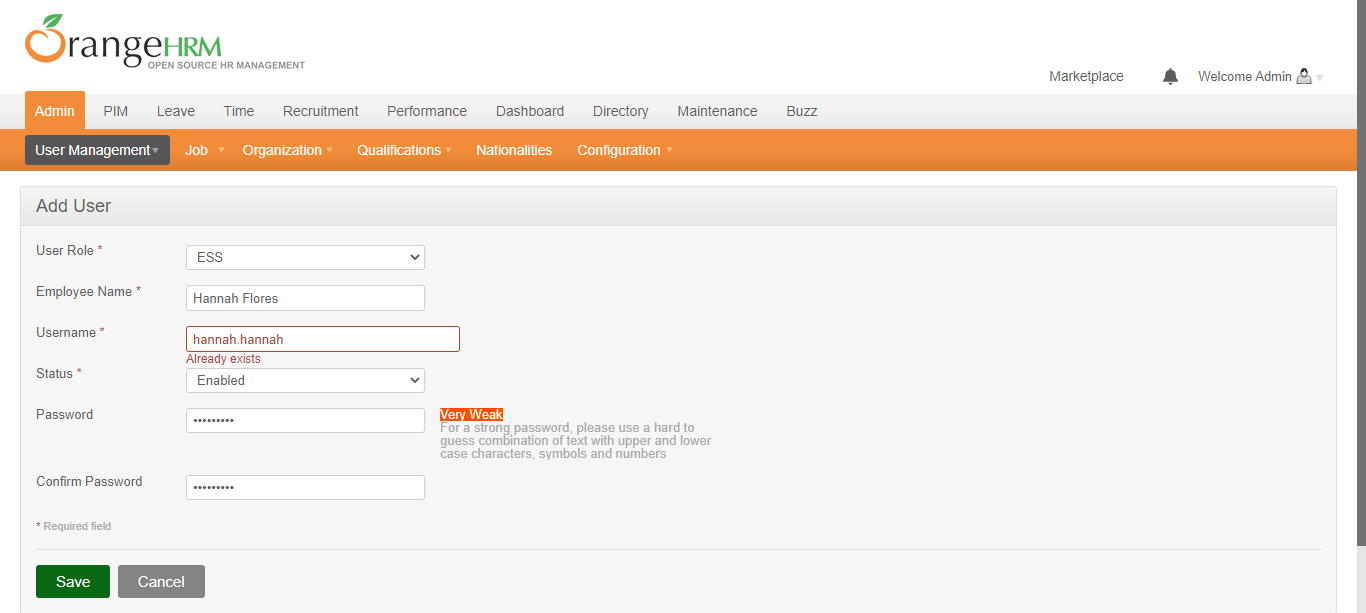 OrangeHRM
OPEN SOURCE HR MANAGEMENT
Marketplace Welcome Admin
Admin PIM Leave Time Recruitment Performance Dashboard Directory Maintenance Buzz
User Management Job Organization Qualifications Nationalities Configuration
Add User
User Role * ESS
Employee Name * Hannah Flores
Username * hannah.hannah
Already exists
Status * Enabled
Password ••••••••• Very Weak
For a strong password, please use a hard to
guess combination of text with upper and lower
case characters, symbols and numbers
Confirm Password •••••••••
* Required field
Save Cancel